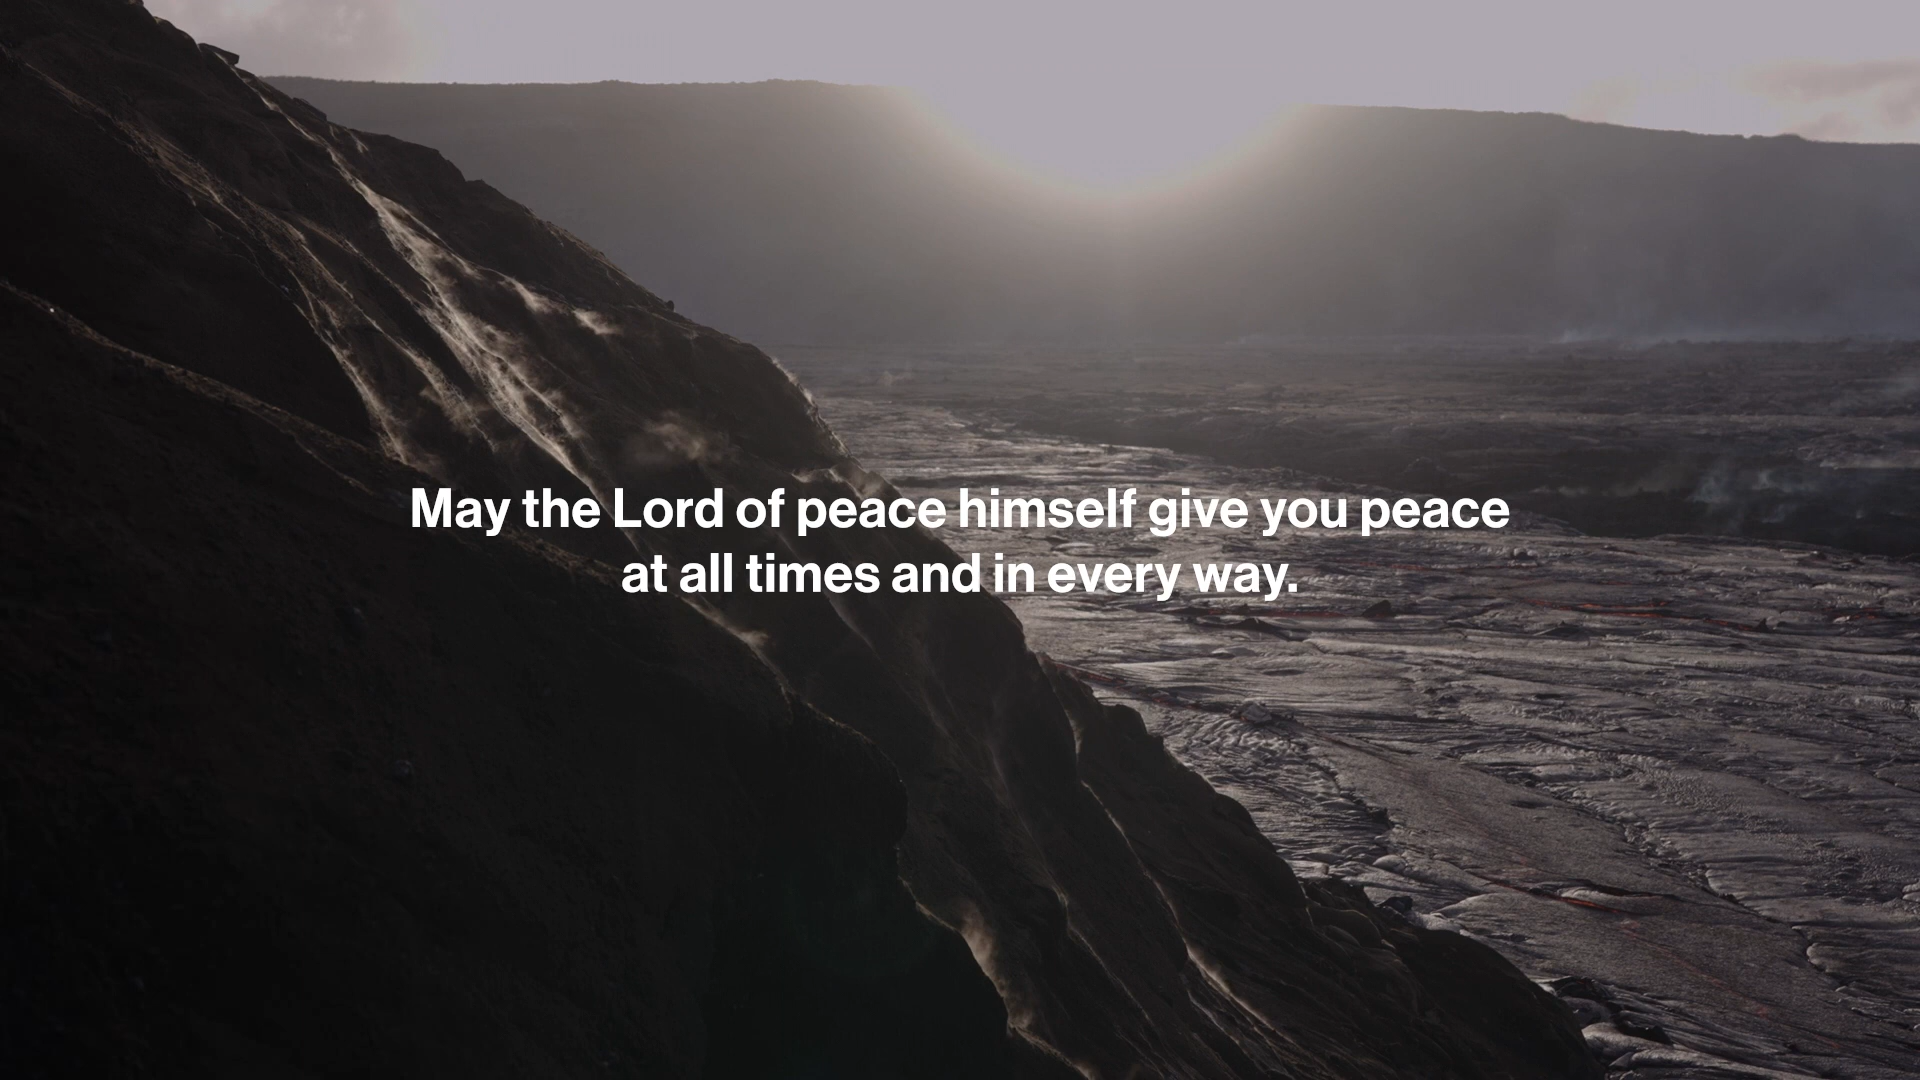 May the Lord of peace himself give you peace
at all times and in every way.